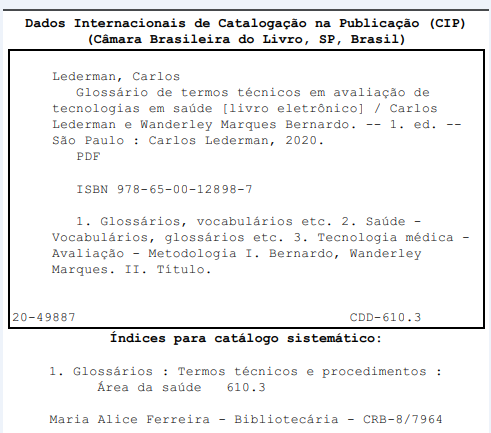 Dados Internacionais de Catalogação na Publicação (CIP)
(Câmara Brasileira do Livro, SP, Brasil)
Lederman, Carlos
Glossário de termos técnicos em avaliação de
tecnologias em saúde [livro eletrônico] / Carlos
Lederman e Wanderley Marques Bernardo. -- 1. ed. --
São Paulo : Carlos Lederman, 2020.
PDF
ISBN 978-65-00-12898-7
1. Glossários, vocabulários etc. 2. Saúde -
Vocabulários, glossários etc. 3. Tecnologia médica -
Avaliação - Metodologia I. Bernardo, Wanderley
Marques. II. Título.
20-49887 CDD-610.3
Índices para catálogo sistemático:
1. Glossários : Termos técnicos e procedimentos :
Área da saúde 610.3
Maria Alice Ferreira - Bibliotecária - CRB-8/7964